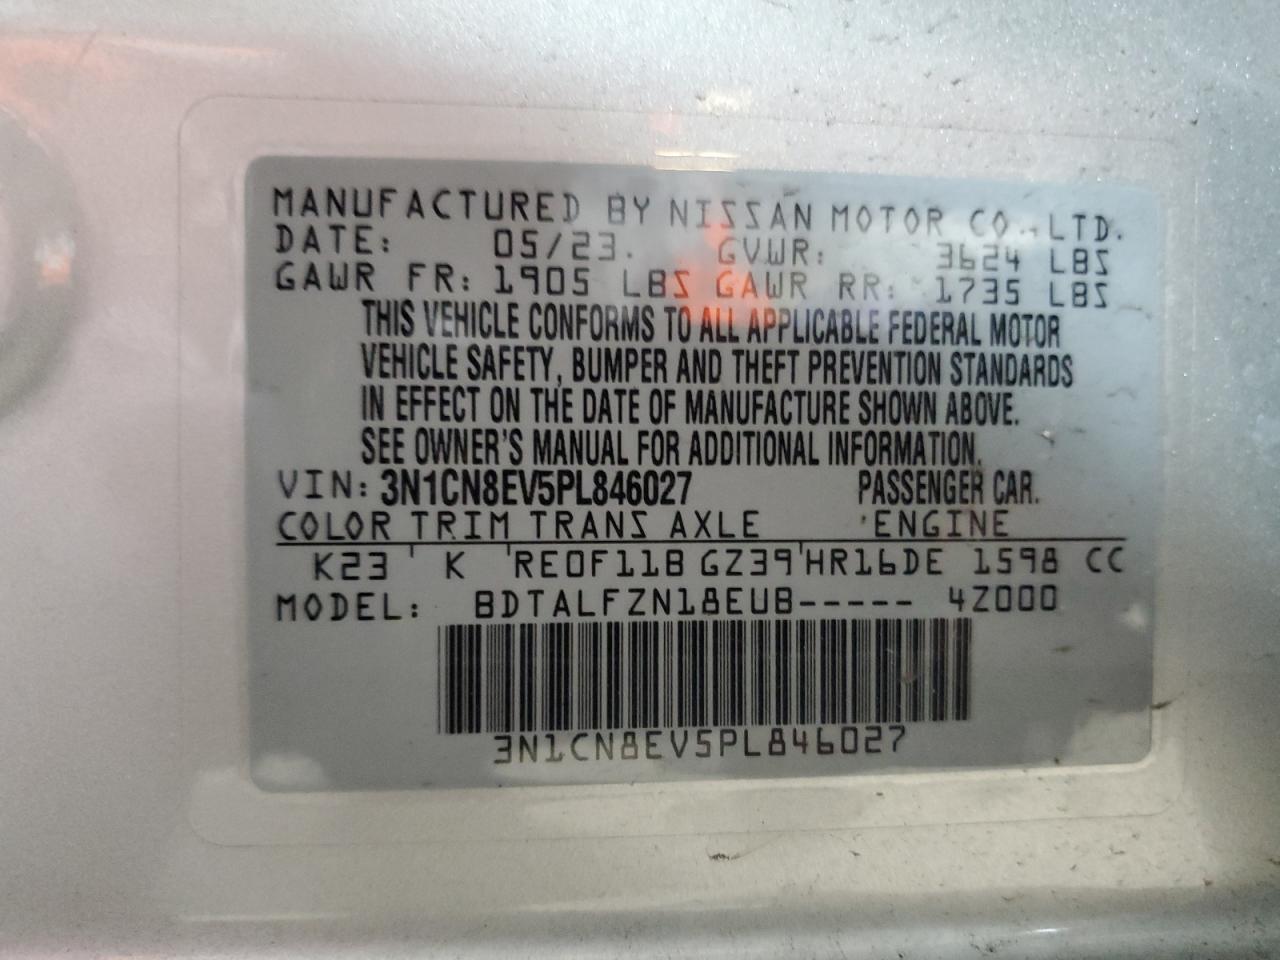 MANUFACTURED BY NISSAN MOTOR CO., LTD.
DATE: 05/23. GVWR: 3624 LBS
GAWR FR: 1905 LBS GAWR RR: 1735 LBS
THIS VEHICLE CONFORMS TO ALL APPLICABLE FEDERAL MOTOR
VEHICLE SAFETY, BUMPER AND THEFT PREVENTION STANDARDS
IN EFFECT ON THE DATE OF MANUFACTURE SHOWN ABOVE.
SEE OWNER'S MANUAL FOR ADDITIONAL INFORMATION.
VIN: 3N1CN8EV5PL846027 PASSENGER CAR.
COLOR TRIM TRANS AXLE ENGINE
K23 K RE0F11B GZ39 HR16DE 1598 CC
MODEL: BDTALFZN18EUB----- 4Z000
3N1CN8EV5PL846027